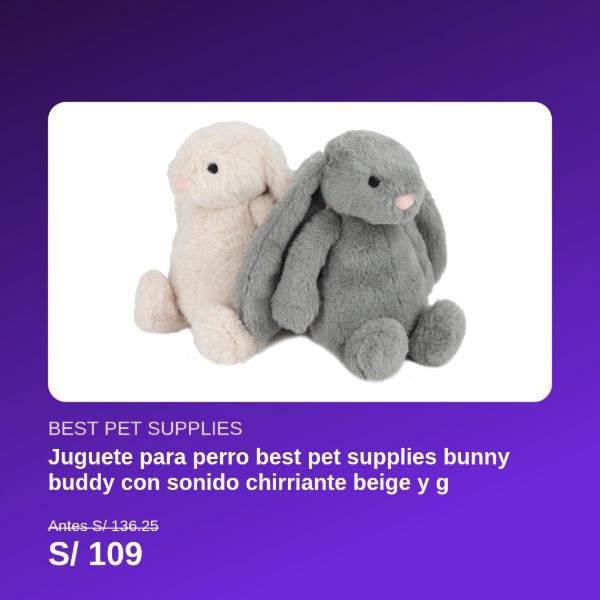 BEST PET SUPPLIES
Juguete para perro best pet supplies bunny
buddy con sonido chirriante beige y g
Antes S/ 136.25
S/ 109